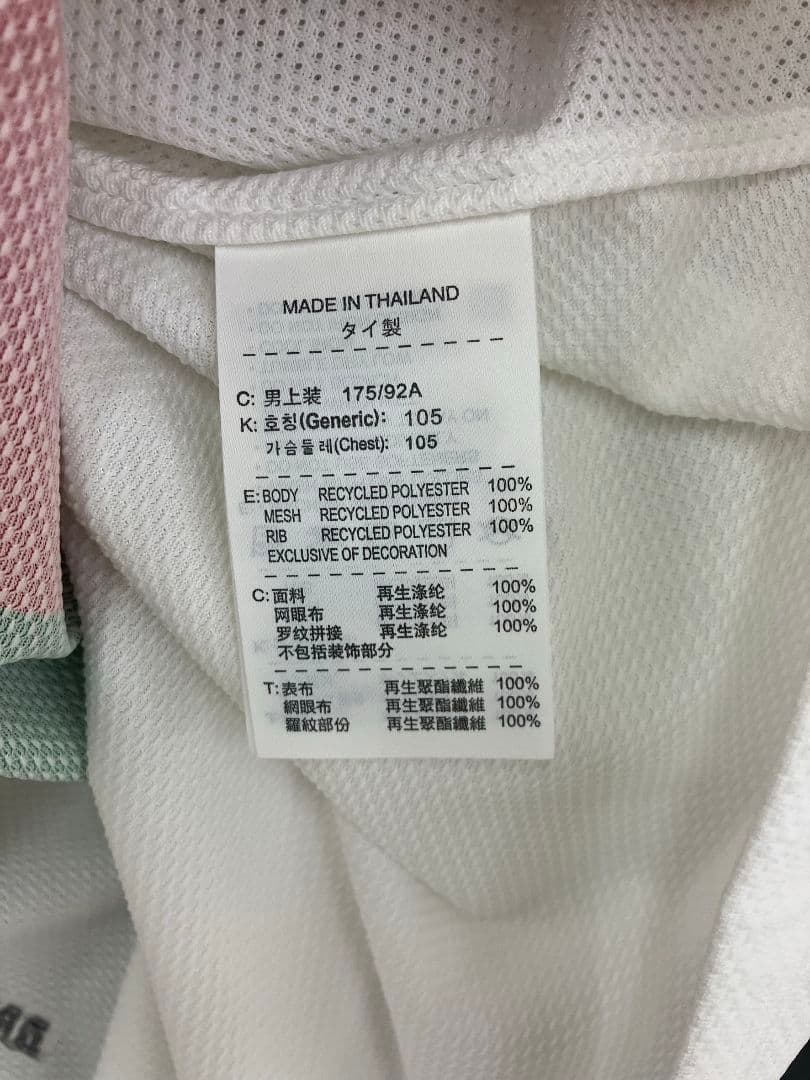 MADE IN THAILAND
タイ製
C: 男上装 175/92A
K: 호칭(Generic): 105
가슴둘레(Chest): 105
E: BODY RECYCLED POLYESTER 100%
MESH RECYCLED POLYESTER 100%
RIB RECYCLED POLYESTER 100%
EXCLUSIVE OF DECORATION
C: 面料 再生涤纶 100%
网眼布 再生涤纶 100%
罗纹拼接 再生涤纶 100%
不包括装饰部分
T: 表布 再生聚酯纖維 100%
網眼布 再生聚酯纖維 100%
羅紋部份 再生聚酯纖維 100%